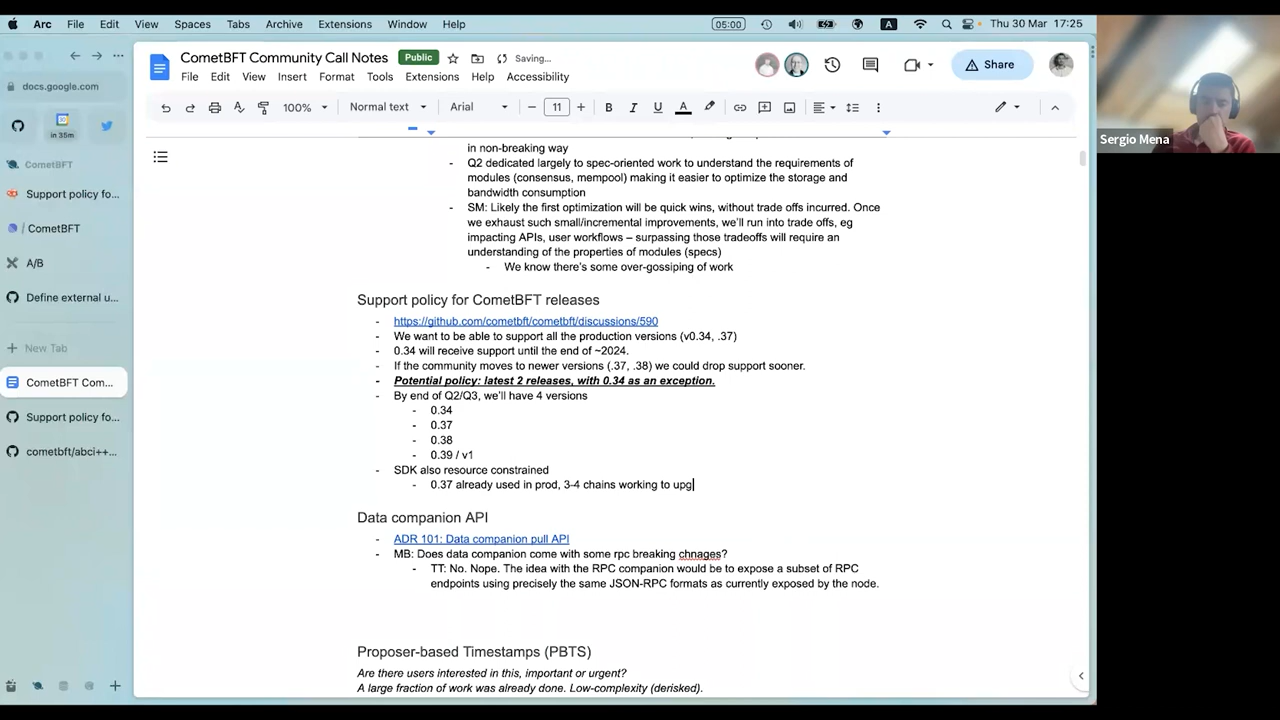 Arc File Edit View Spaces Tabs Archive Extensions Window Help 05:00 A Thu 30 Mar 17:25
docs.google.com
in 35m
CometBFT
Support policy fo...
/ CometBFT
A/B
Define external u...
New Tab
CometBFT Com...
Support policy fo...
cometbft/abci++...
CometBFT Community Call Notes Public Saving...
File Edit View Insert Format Tools Extensions Help Accessibility
Share
100% Normal text Arial 11 B I U A
in non-breaking way
- Q2 dedicated largely to spec-oriented work to understand the requirements of
modules (consensus, mempool) making it easier to optimize the storage and
bandwidth consumption
- SM: Likely the first optimization will be quick wins, without trade offs incurred. Once
we exhaust such small/incremental improvements, we'll run into trade offs, eg
impacting APIs, user workflows – surpassing those tradeoffs will require an
understanding of the properties of modules (specs)
- We know there's some over-gossiping of work
Support policy for CometBFT releases
- https://github.com/cometbft/cometbft/discussions/590
- We want to be able to support all the production versions (v0.34, .37)
- 0.34 will receive support until the end of ~2024.
- If the community moves to newer versions (.37, .38) we could drop support sooner.
- Potential policy: latest 2 releases, with 0.34 as an exception.
- By end of Q2/Q3, we'll have 4 versions
- 0.34
- 0.37
- 0.38
- 0.39 / v1
- SDK also resource constrained
- 0.37 already used in prod, 3-4 chains working to upg
Data companion API
- ADR 101: Data companion pull API
- MB: Does data companion come with some rpc breaking chnages?
- TT: No. Nope. The idea with the RPC companion would be to expose a subset of RPC
endpoints using precisely the same JSON-RPC formats as currently exposed by the node.
Proposer-based Timestamps (PBTS)
Are there users interested in this, important or urgent?
A large fraction of work was already done. Low-complexity (derisked).
Sergio Mena